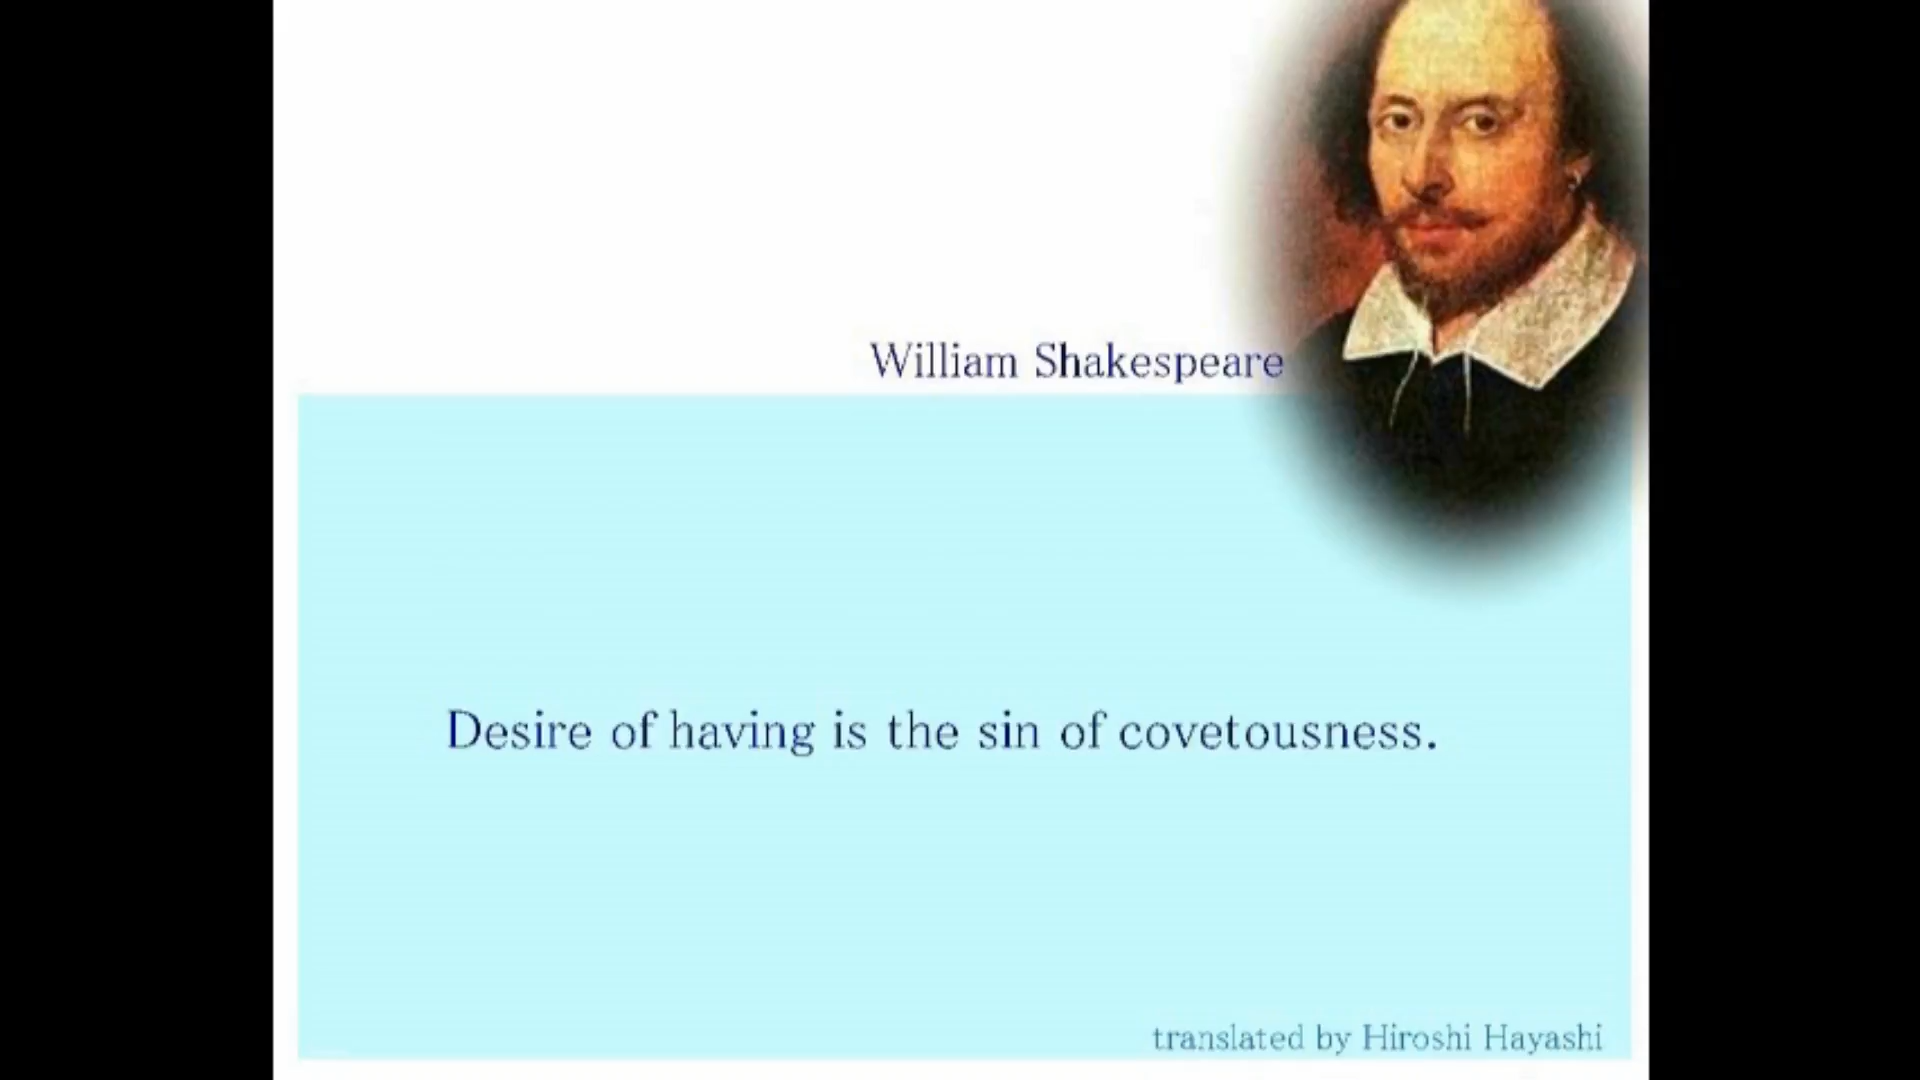 William Shakespeare
Desire of having is the sin of covetousness.
translated by Hiroshi Hayashi